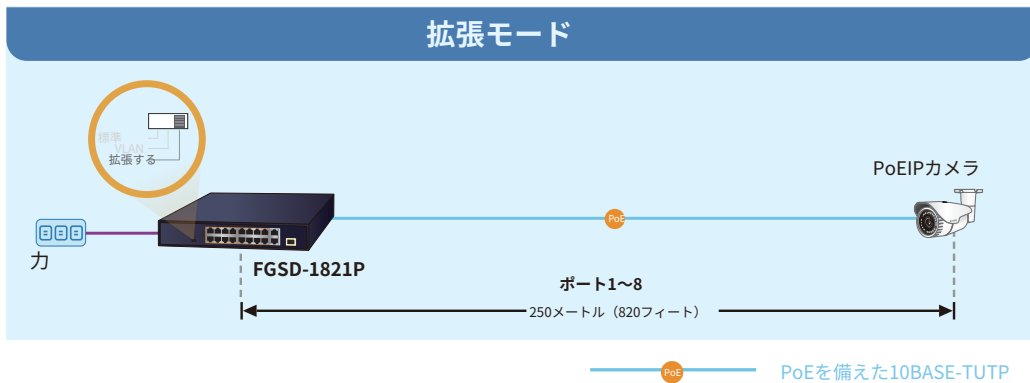 拡張モード
標準
VLAN
拡張する
PoEIPカメラ
PoE
力
FGSD-1821P
ポート1〜8
250メートル（820フィート）
PoE
PoEを備えた10BASE-TUTP